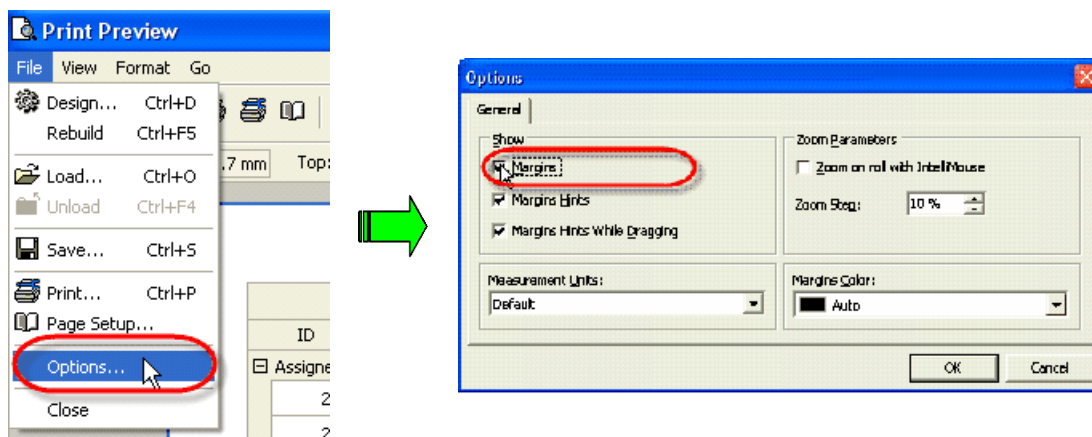 Print Preview
File View Format Go
Design... Ctrl+D
Rebuild Ctrl+F5
.7 mm Top:
Load... Ctrl+O
Unload Ctrl+F4
Save... Ctrl+S
Print... Ctrl+P
Page Setup...
ID
Options...
Assigne
2
Close
2
Options
General
Show
Margins
Margins Hints
Margins Hints While Dragging
Zoom Parameters
Zoom on roll with IntelliMouse
Zoom Step: 10 %
Measurement Units:
Default
Margins Color:
Auto
OK Cancel